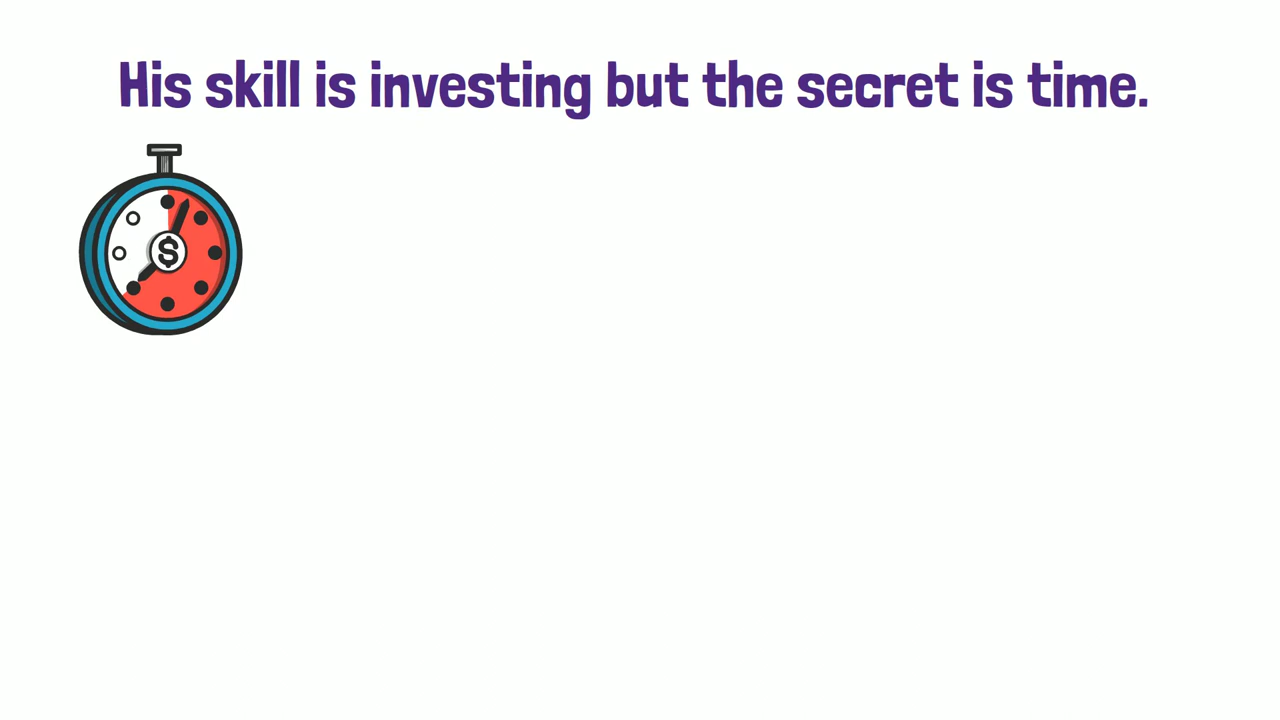 His skill is investing but the secret is time.
$